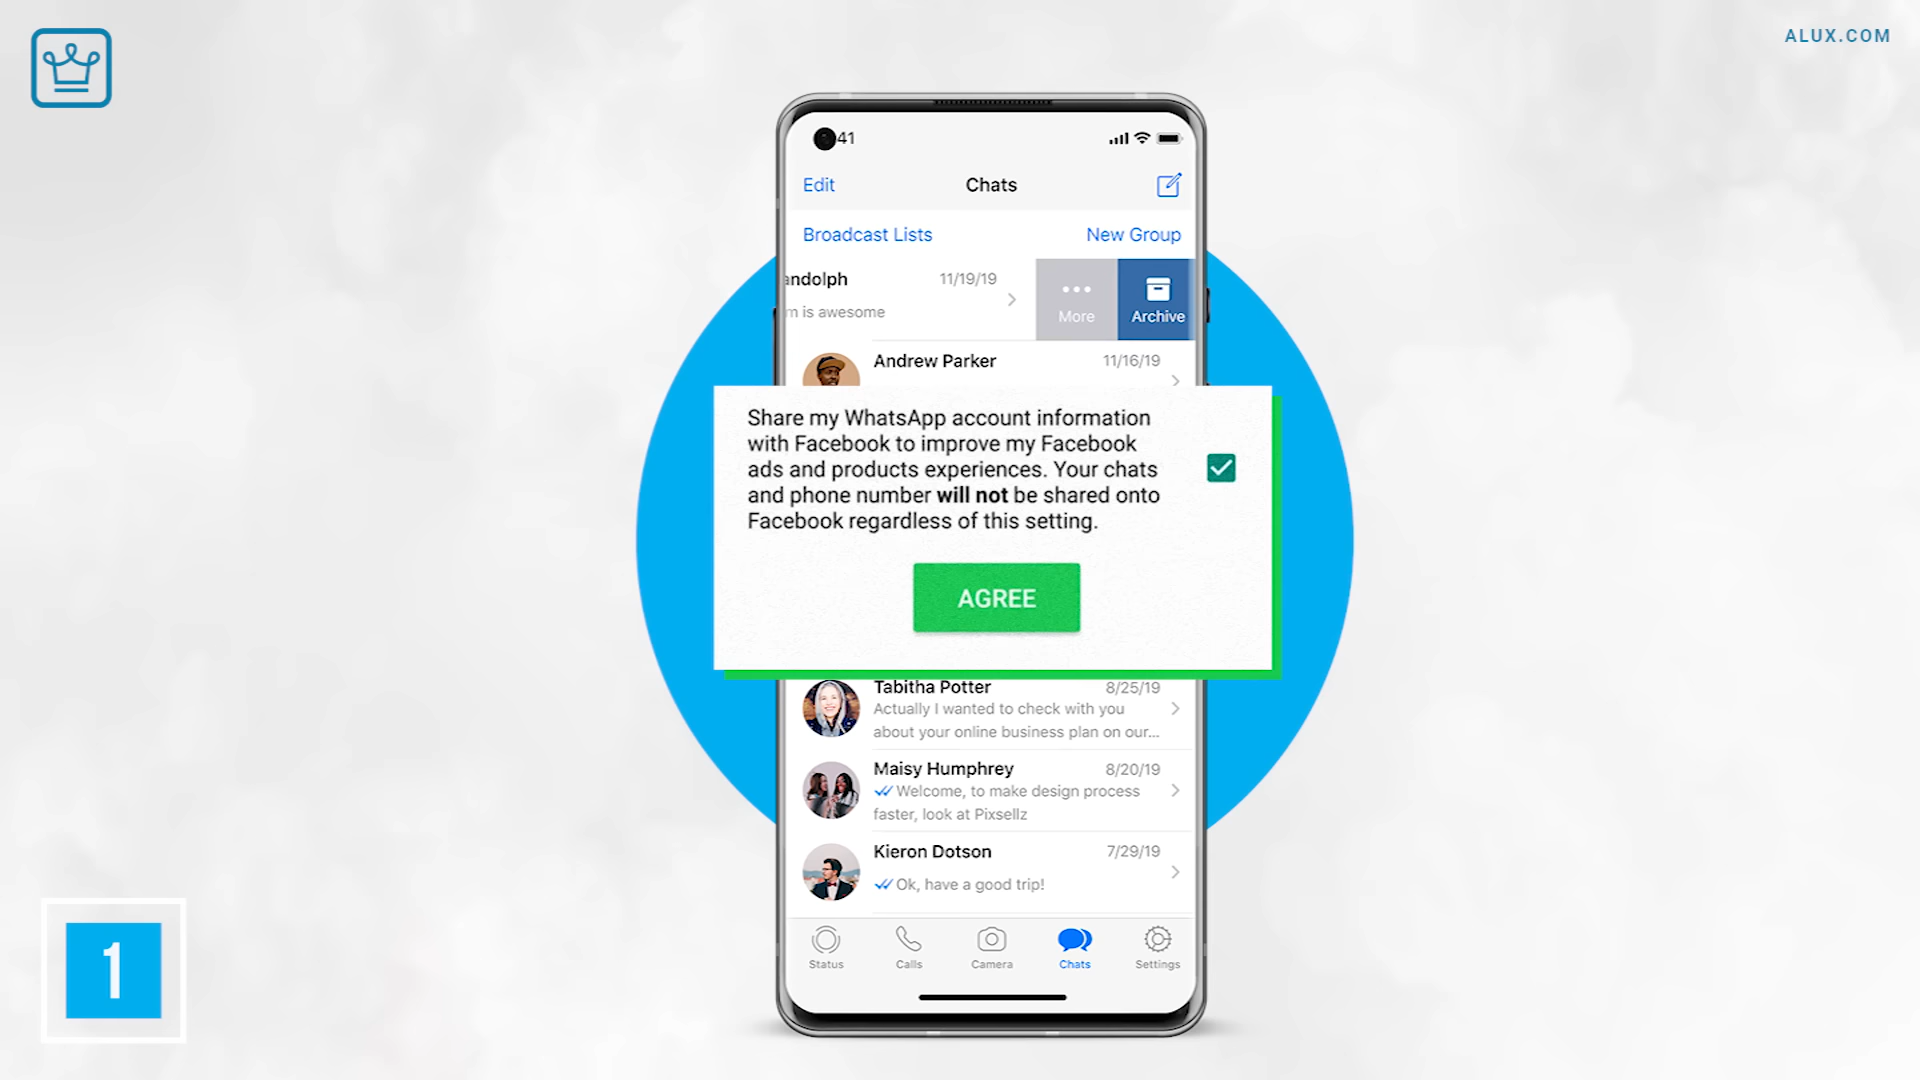 ALUX.COM
41
Edit
Chats
Broadcast Lists
New Group
andolph
11/19/19
m is awesome
More
Archive
Andrew Parker
11/16/19
Share my WhatsApp account information
with Facebook to improve my Facebook
ads and products experiences. Your chats
and phone number will not be shared onto
Facebook regardless of this setting.
AGREE
Tabitha Potter
8/25/19
Actually I wanted to check with you
about your online business plan on our...
Maisy Humphrey
8/20/19
Welcome, to make design process
faster, look at Pixsellz
Kieron Dotson
7/29/19
Ok, have a good trip!
Status
Calls
Camera
Chats
Settings
1